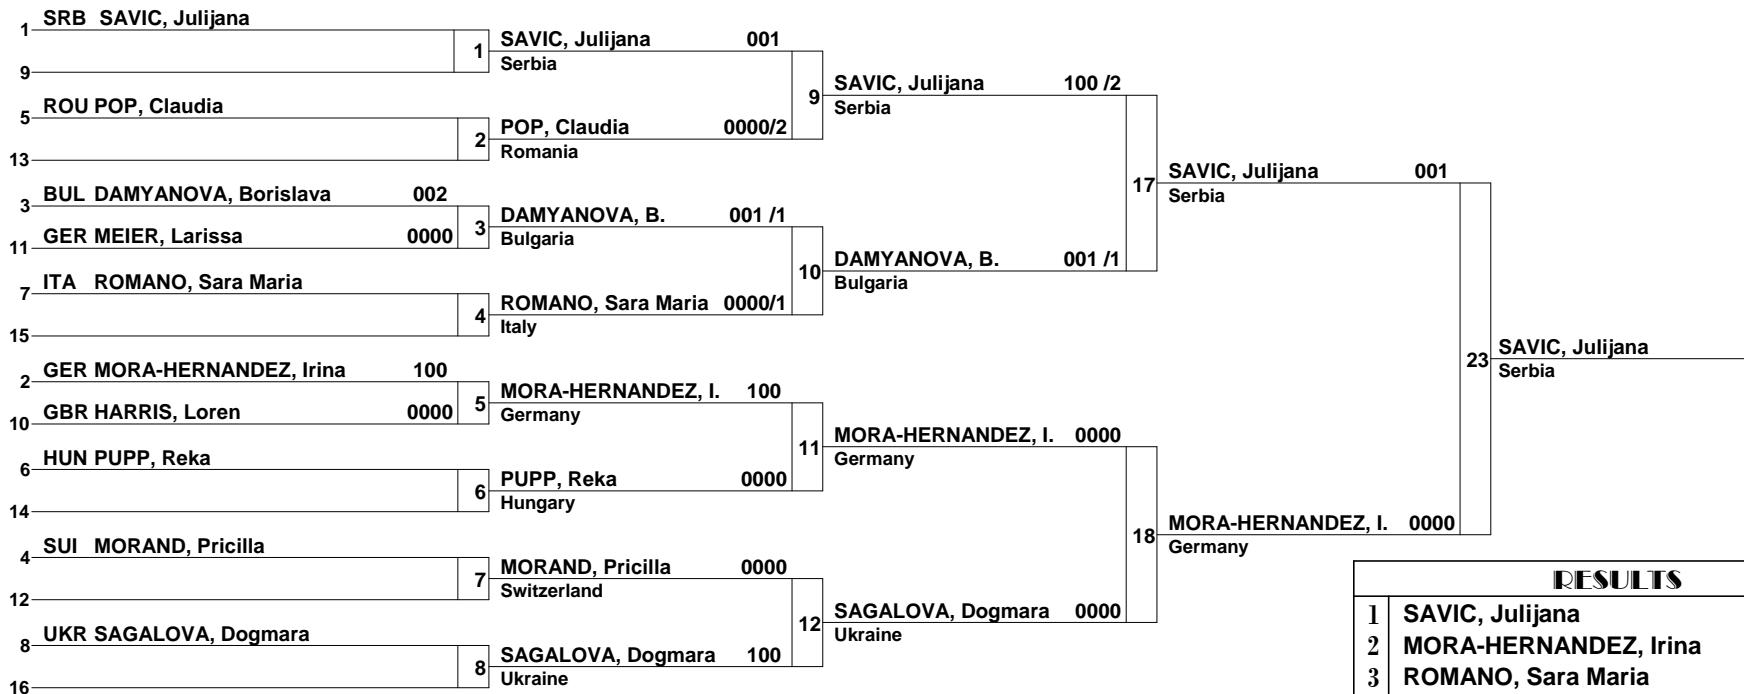 1 SRB SAVIC, Julijana
9
1
5 ROU POP, Claudia
13
2
3 BUL DAMYANOVA, Borislava 002
11 GER MEIER, Larissa 0000
3
7 ITA ROMANO, Sara Maria
15
4
2 GER MORA-HERNANDEZ, Irina 100
10 GBR HARRIS, Loren 0000
5
6 HUN PUPP, Reka
14
6
4 SUI MORAND, Pricilla
12
7
8 UKR SAGALOVA, Dogmara
16
8
SAVIC, Julijana 001
Serbia
9
POP, Claudia 0000/2
Romania
DAMYANOVA, B. 001 /1
Bulgaria
10
ROMANO, Sara Maria 0000/1
Italy
MORA-HERNANDEZ, I. 100
Germany
11
PUPP, Reka 0000
Hungary
MORAND, Pricilla 0000
Switzerland
12
SAGALOVA, Dogmara 100
Ukraine
SAVIC, Julijana 100 /2
Serbia
17
DAMYANOVA, B. 001 /1
Bulgaria
MORA-HERNANDEZ, I. 0000
Germany
18
SAGALOVA, Dogmara 0000
Ukraine
SAVIC, Julijana 001
Serbia
23
MORA-HERNANDEZ, I. 0000
Germany
SAVIC, Julijana
Serbia
RESULTS
1 SAVIC, Julijana
2 MORA-HERNANDEZ, Irina
3 ROMANO, Sara Maria